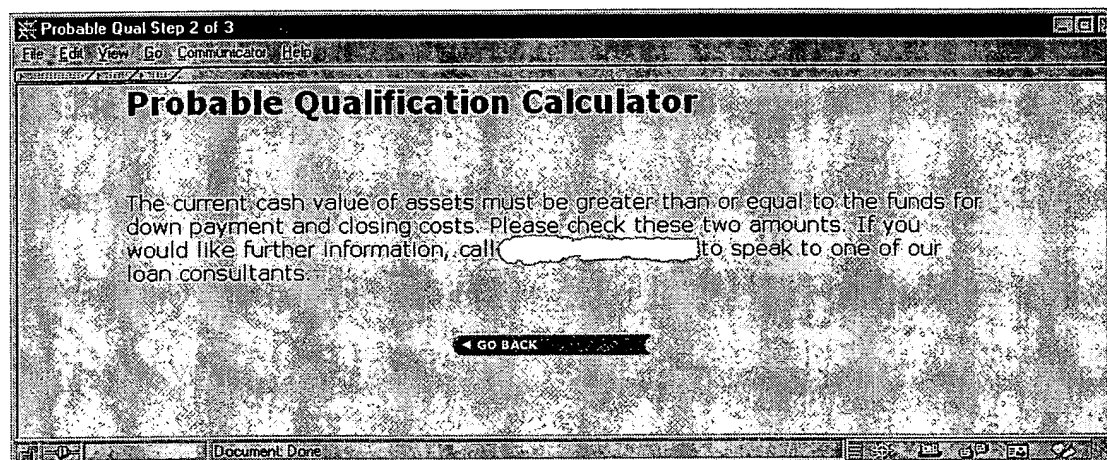 Probable Qual Step 2 of 3
File Edit View Go Communicator Help
Probable Qualification Calculator
The current cash value of assets must be greater than or equal to the funds for
down payment and closing costs. Please check these two amounts. If you
would like further information, call to speak to one of our
loan consultants.
GO BACK
Document: Done